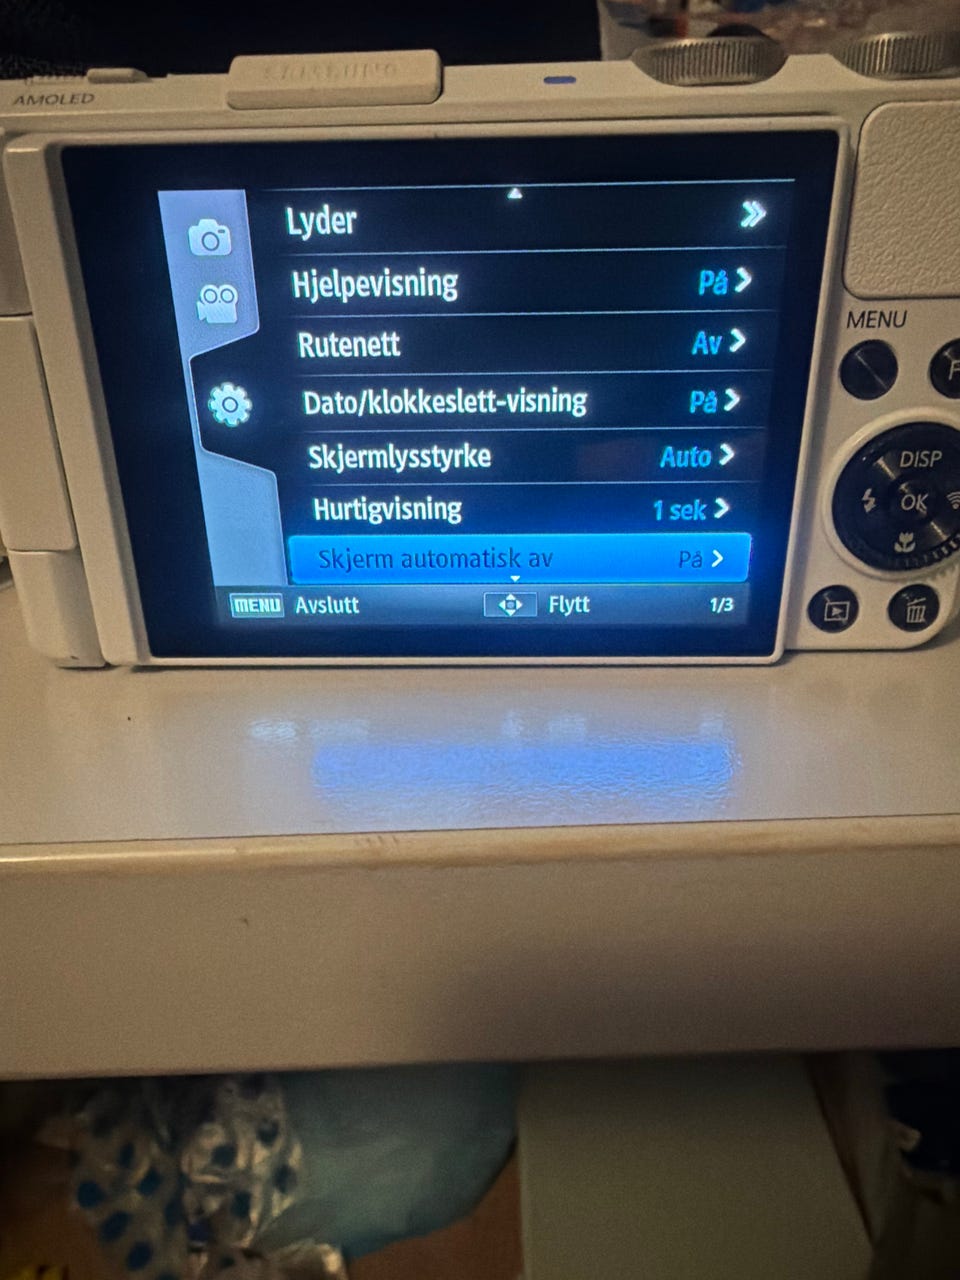 SAMSUNG
AMOLED
Lyder
Hjelpevisning På
Rutenett Av
Dato/klokkeslett-visning På
Skjermlysstyrke Auto
Hurtigvisning 1 sek
Skjerm automatisk av På
MENU Avslutt Flytt 1/3
MENU
F
DISP
OK